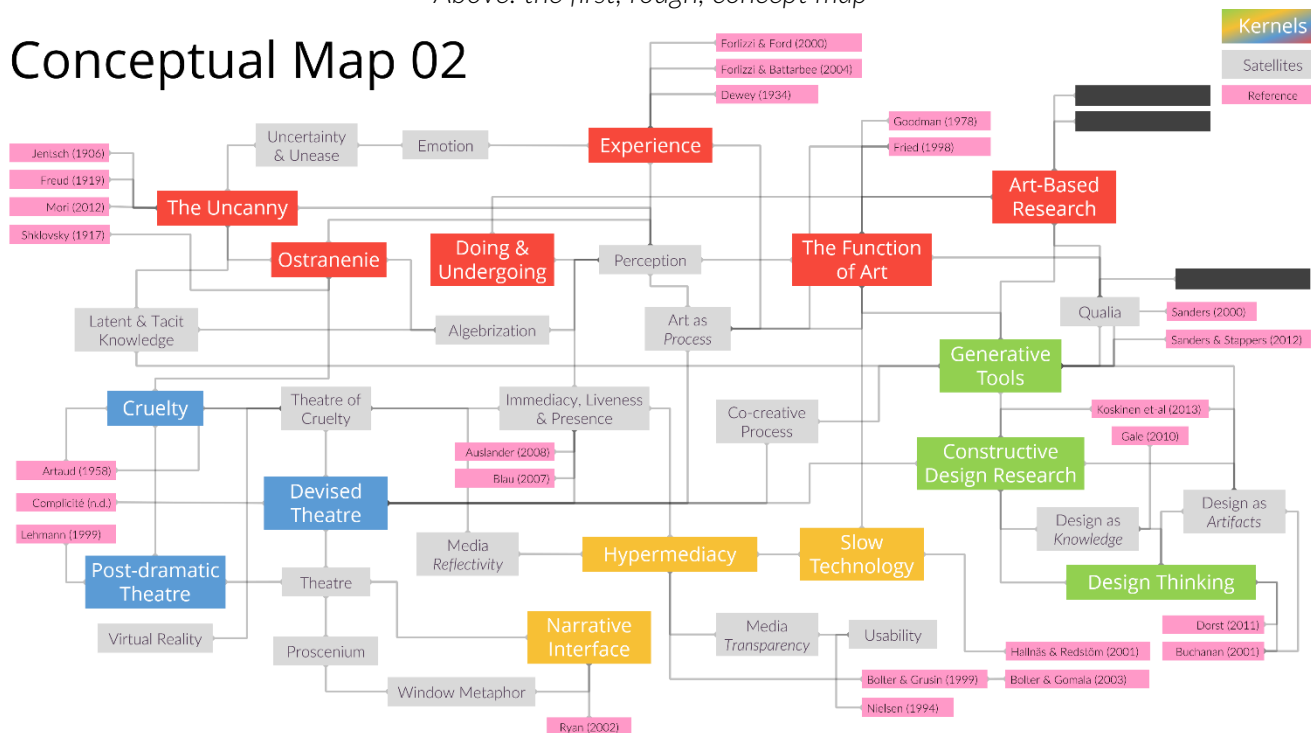 Above: the first, rough, concept map
Conceptual Map 02
Kernels
Satellites
Reference
Forlizzi & Ford (2000)
Forlizzi & Battarbee (2004)
Dewey (1934)
Goodman (1978)
Fried (1998)
Uncertainty
& Unease
Emotion
Experience
Jentsch (1906)
Freud (1919)
Mori (2012)
Shklovsky (1917)
The Uncanny
Art-Based
Research
Ostranenie
Doing &
Undergoing
Perception
The Function
of Art
Latent & Tacit
Knowledge
Algebrization
Art as
Process
Qualia
Sanders (2000)
Sanders & Stappers (2012)
Generative
Tools
Cruelty
Theatre of
Cruelty
Immediacy, Liveness
& Presence
Co-creative
Process
Koskinen et-al (2013)
Gale (2010)
Auslander (2008)
Blau (2007)
Constructive
Design Research
Artaud (1958)
Complicité (n.d.)
Lehmann (1999)
Devised
Theatre
Design as
Artifacts
Design as
Knowledge
Media
Reflectivity
Hypermediacy
Slow
Technology
Post-dramatic
Theatre
Theatre
Design Thinking
Virtual Reality
Proscenium
Narrative
Interface
Media
Transparency
Usability
Dorst (2011)
Buchanan (2001)
Hallnäs & Redstöm (2001)
Window Metaphor
Bolter & Grusin (1999)
Bolter & Gomala (2003)
Nielsen (1994)
Ryan (2002)